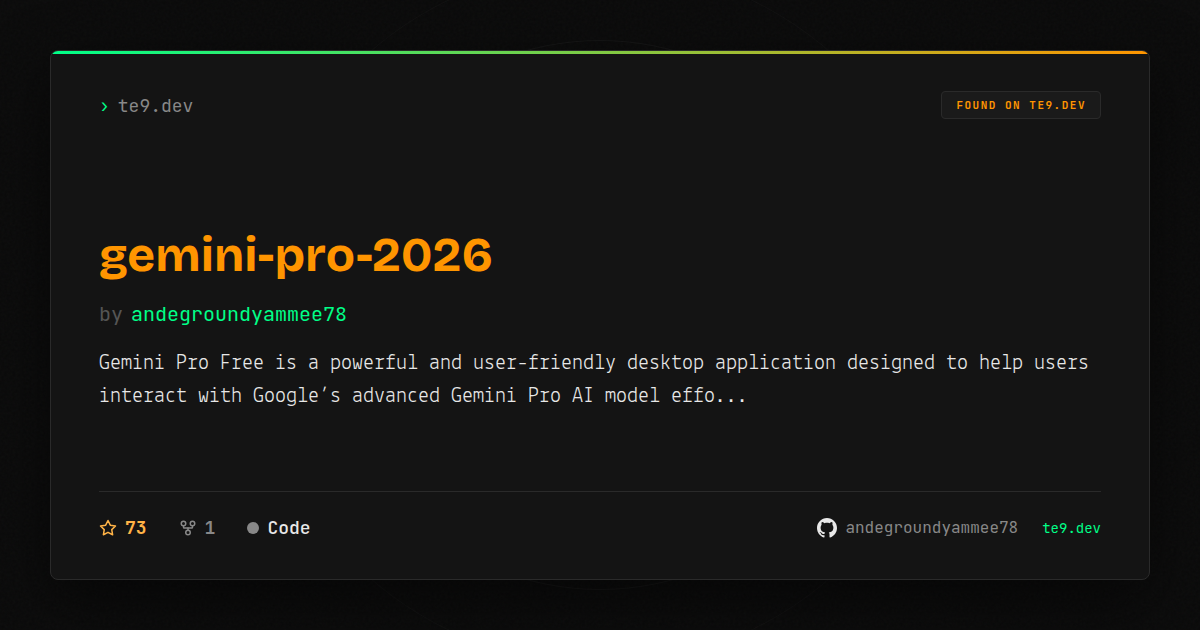 › te9.dev
FOUND ON TE9.DEV
gemini-pro-2026
by andegroundyammee78
Gemini Pro Free is a powerful and user-friendly desktop application designed to help users
interact with Google’s advanced Gemini Pro AI model effo...
73 1 Code
andegroundyammee78 te9.dev